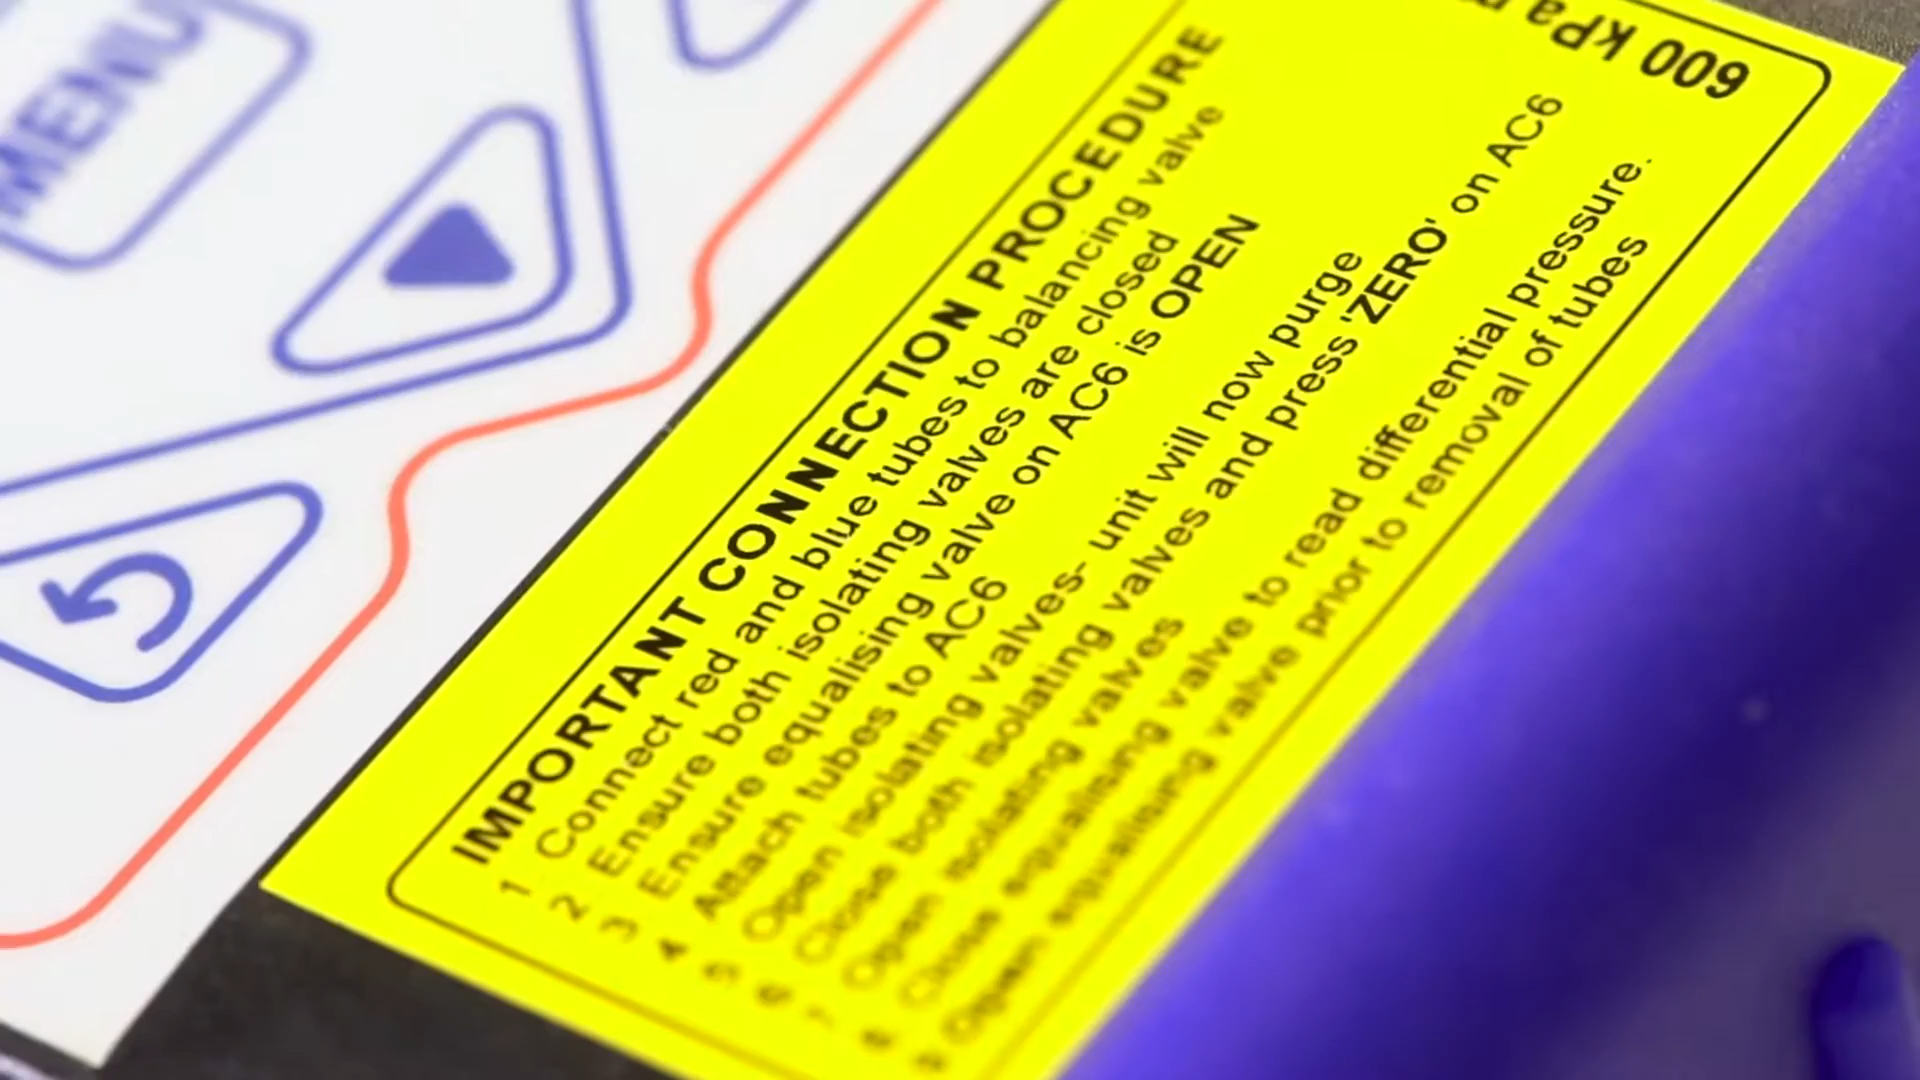 MENU
IMPORTANT CONNECTION PROCEDURE
1 Connect red and blue tubes to balancing valve
2 Ensure both isolating valves are closed
3 Ensure equalising valve on AC6 is OPEN
4 Attach tubes to AC6
5 Open isolating valves- unit will now purge
6 Close both isolating valves and press 'ZERO' on AC6
7 Open isolating valves
8 Close equalising valve to read differential pressure.
9 Open equalising valve prior to removal of tubes
600 kPa